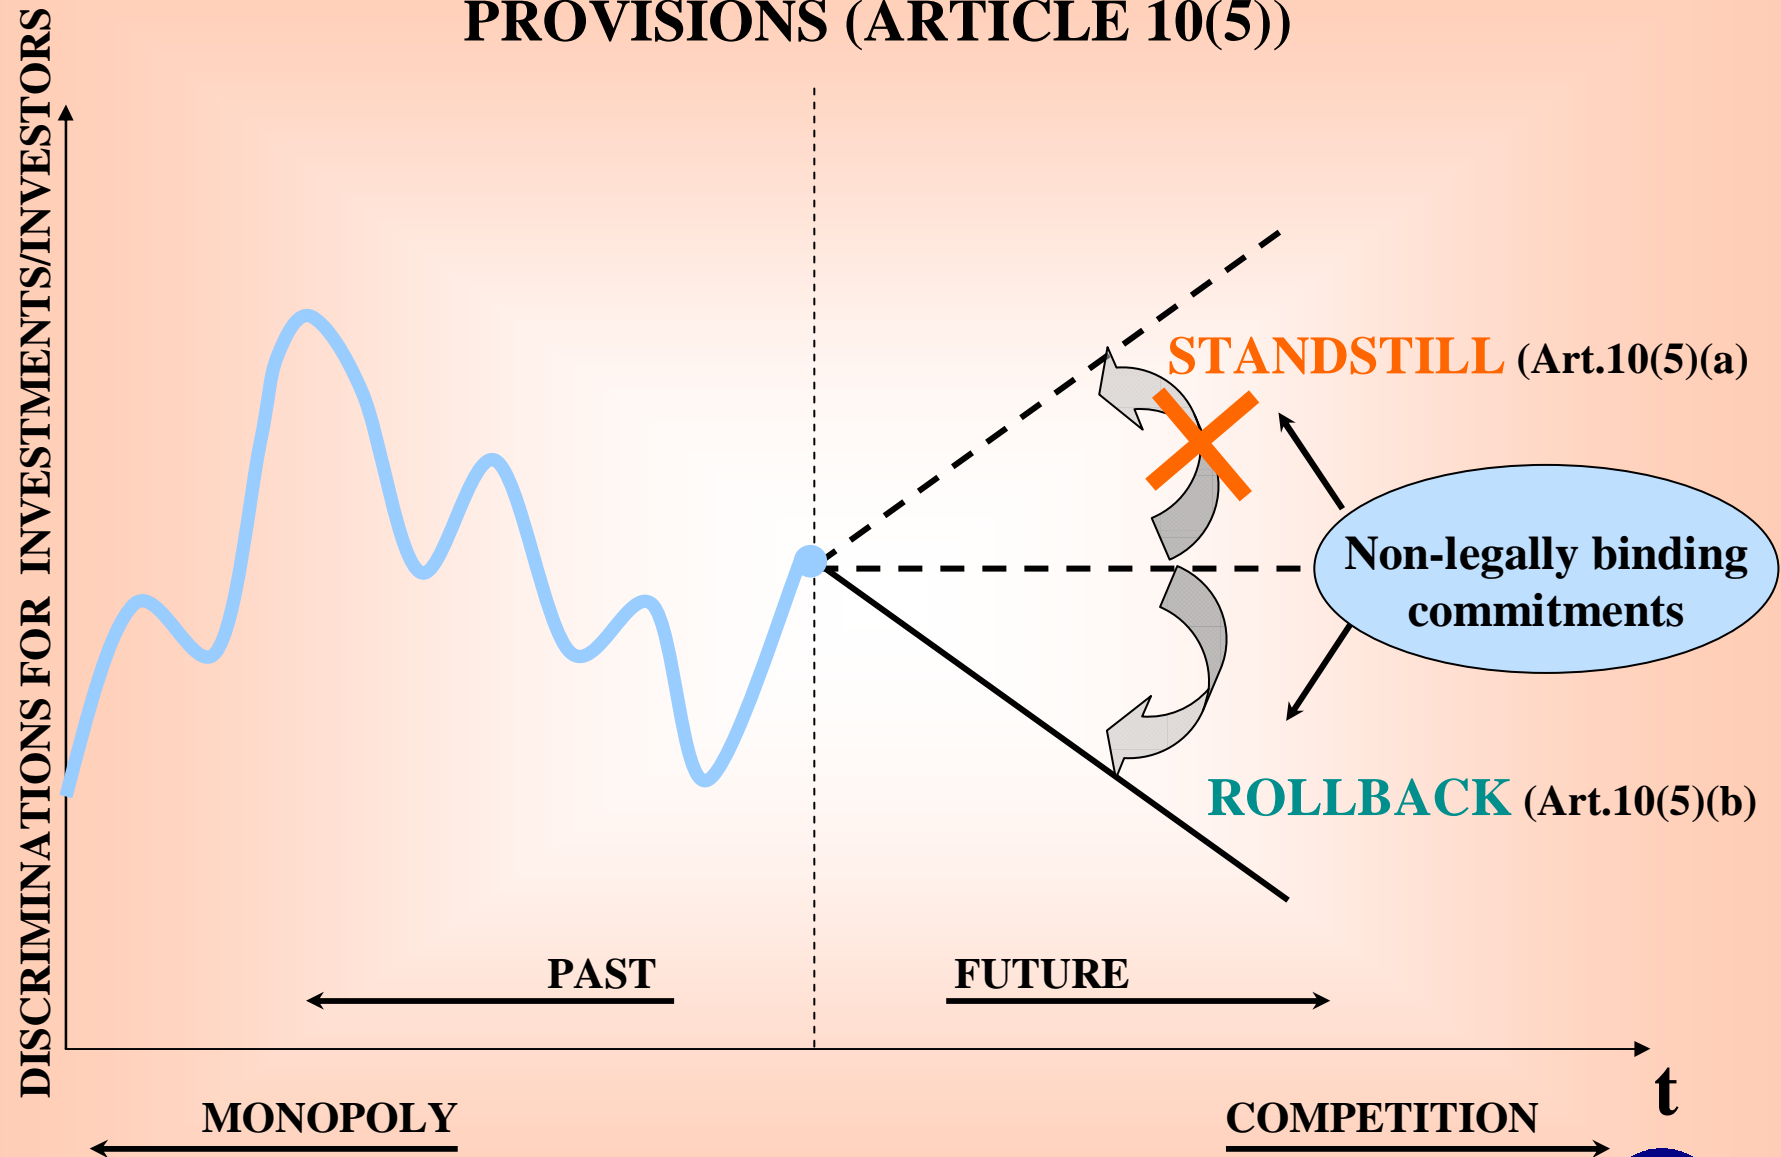 PROVISIONS (ARTICLE 10(5))
DISCRIMINATIONS FOR INVESTMENTS/INVESTORS
STANDSTILL (Art.10(5)(a)
Non-legally binding
commitments
ROLLBACK (Art.10(5)(b)
PAST
FUTURE
t
MONOPOLY
COMPETITION